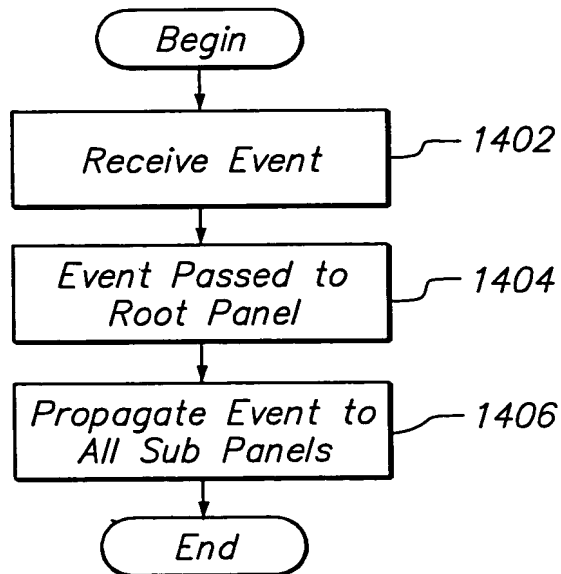 Begin
Receive Event
1402
Event Passed to
Root Panel
1404
Propagate Event to
All Sub Panels
1406
End